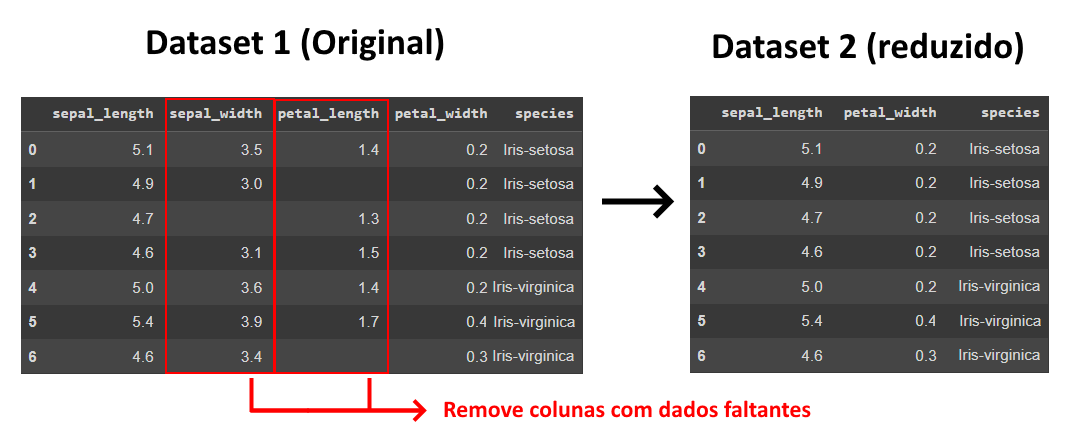 Dataset 1 (Original)
sepal_length sepal_width petal_length petal_width species
0 5.1 3.5 1.4 0.2 Iris-setosa
1 4.9 3.0 0.2 Iris-setosa
2 4.7 1.3 0.2 Iris-setosa
3 4.6 3.1 1.5 0.2 Iris-setosa
4 5.0 3.6 1.4 0.2 Iris-virginica
5 5.4 3.9 1.7 0.4 Iris-virginica
6 4.6 3.4 0.3 Iris-virginica
Remove colunas com dados faltantes
Dataset 2 (reduzido)
sepal_length petal_width species
0 5.1 0.2 Iris-setosa
1 4.9 0.2 Iris-setosa
2 4.7 0.2 Iris-setosa
3 4.6 0.2 Iris-setosa
4 5.0 0.2 Iris-virginica
5 5.4 0.4 Iris-virginica
6 4.6 0.3 Iris-virginica